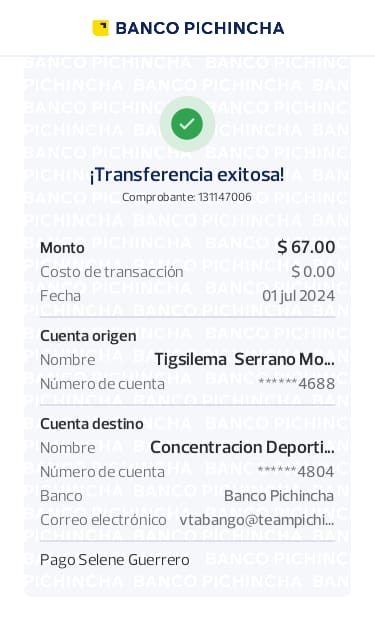 BANCO PICHINCHA
¡Transferencia exitosa!
Comprobante: 131147006
Monto $ 67.00
Costo de transacción $ 0.00
Fecha 01 jul 2024
Cuenta origen
Nombre Tigsilema Serrano Mo...
Número de cuenta ******4688
Cuenta destino
Nombre Concentracion Deporti...
Número de cuenta ******4804
Banco Banco Pichincha
Correo electrónico vtabango@teampichi...
Pago Selene Guerrero